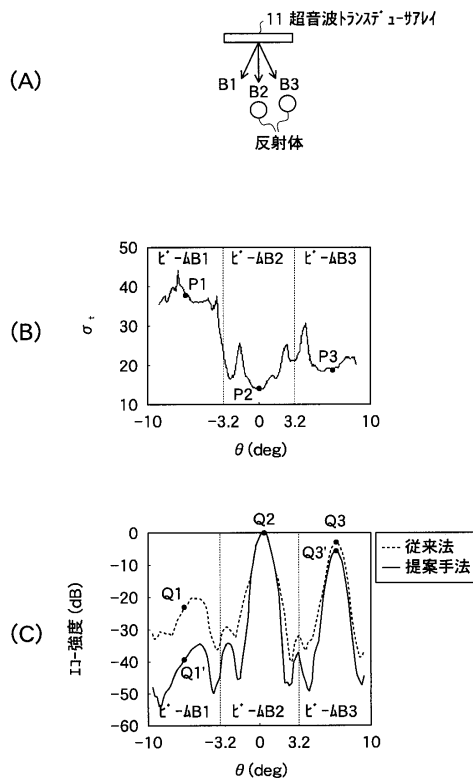 11 超音波トランスデューサアレイ
(A)
B1 B2 B3
反射体
(B)
50
40
30
20
10
σt
ビームB1 ビームB2 ビームB3
P1
P2
P3
-10 -3.2 0 3.2 10
θ(deg)
(C)
Q2 Q3
0
-10
-20
-30
-40
-50
-60
エコー強度(dB)
Q3'
Q1
Q1'
従来法
提案手法
ビームB1 ビームB2 ビームB3
-10 -3.2 0 3.2 10
θ(deg)